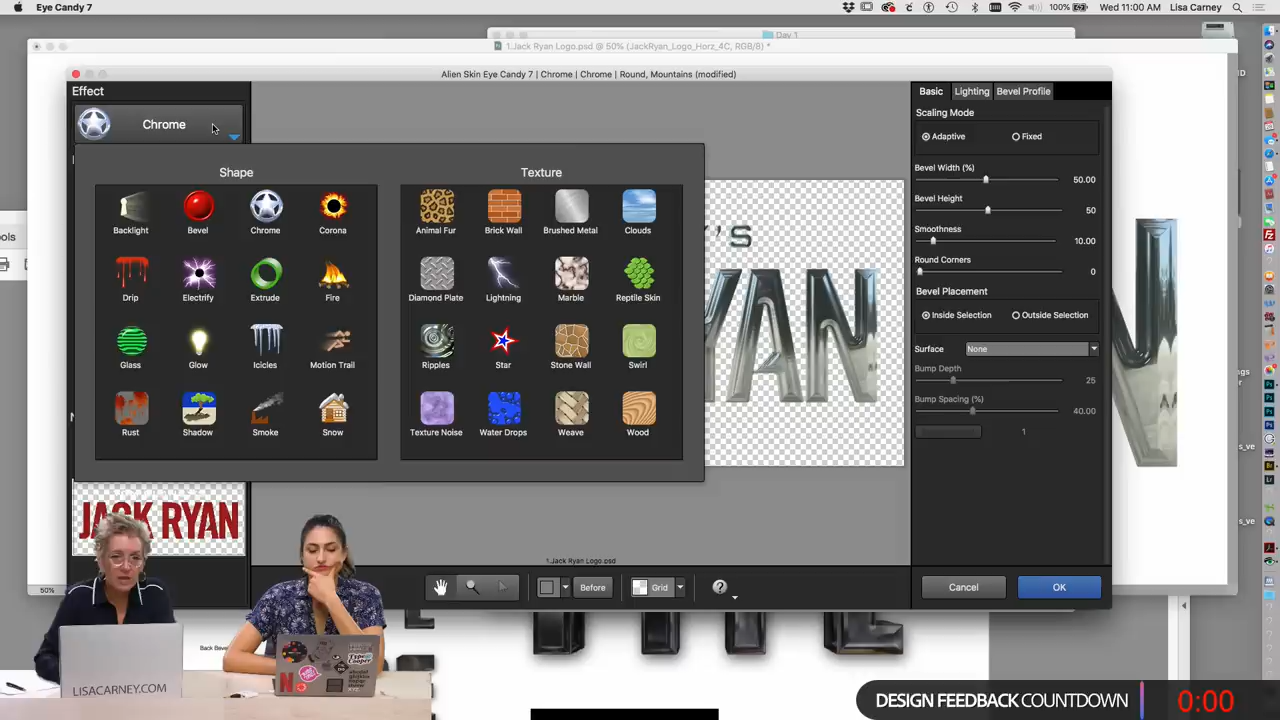 Eye Candy 7
100%
Wed 11:00 AM
Lisa Carney
Day 1
1.Jack Ryan Logo.psd @ 50% (JackRyan_Logo_Horz_4C, RGB/8) *
Alien Skin Eye Candy 7 | Chrome | Chrome | Round, Mountains (modified)
Effect
Chrome
Shape
Texture
Backlight
Bevel
Chrome
Corona
Animal Fur
Brick Wall
Brushed Metal
Clouds
Drip
Electrify
Extrude
Fire
Diamond Plate
Lightning
Marble
Reptile Skin
Glass
Glow
Icicles
Motion Trail
Ripples
Star
Stone Wall
Swirl
Rust
Shadow
Smoke
Snow
Texture Noise
Water Drops
Weave
Wood
Basic
Lighting
Bevel Profile
Scaling Mode
Adaptive
Fixed
Bevel Width (%)
50.00
Bevel Height
50
Smoothness
10.00
Round Corners
0
Bevel Placement
Inside Selection
Outside Selection
Surface
None
Bump Depth
25
Bump Spacing (%)
40.00
1
Y'S
YAN
ools
JACK RYAN
50%
1.Jack Ryan Logo.psd
Before
Grid
?
Cancel
OK
Back Beve
LISACARNEY.COM
DESIGN FEEDBACK COUNTDOWN
0:00